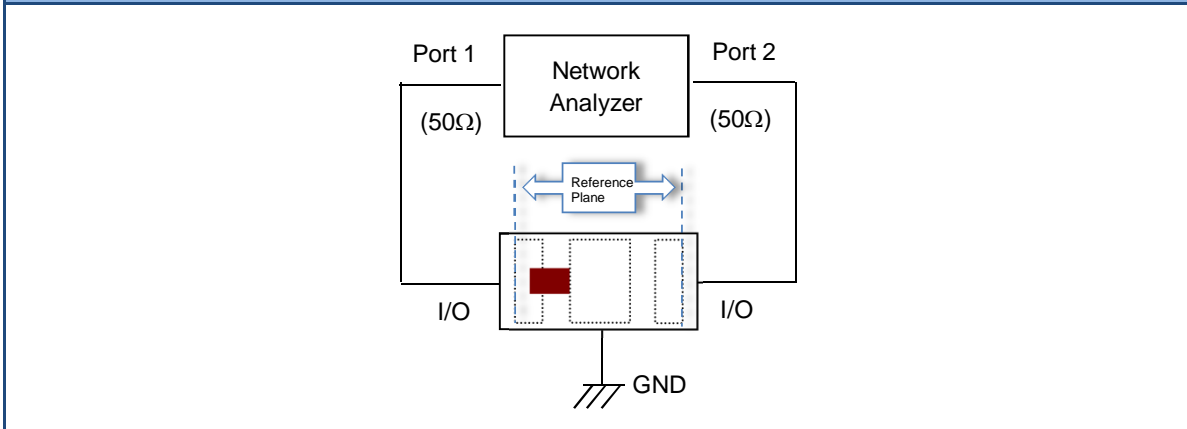 Port 1
Network
Analyzer
Port 2
(50Ω)
(50Ω)
Reference
Plane
I/O
I/O
GND